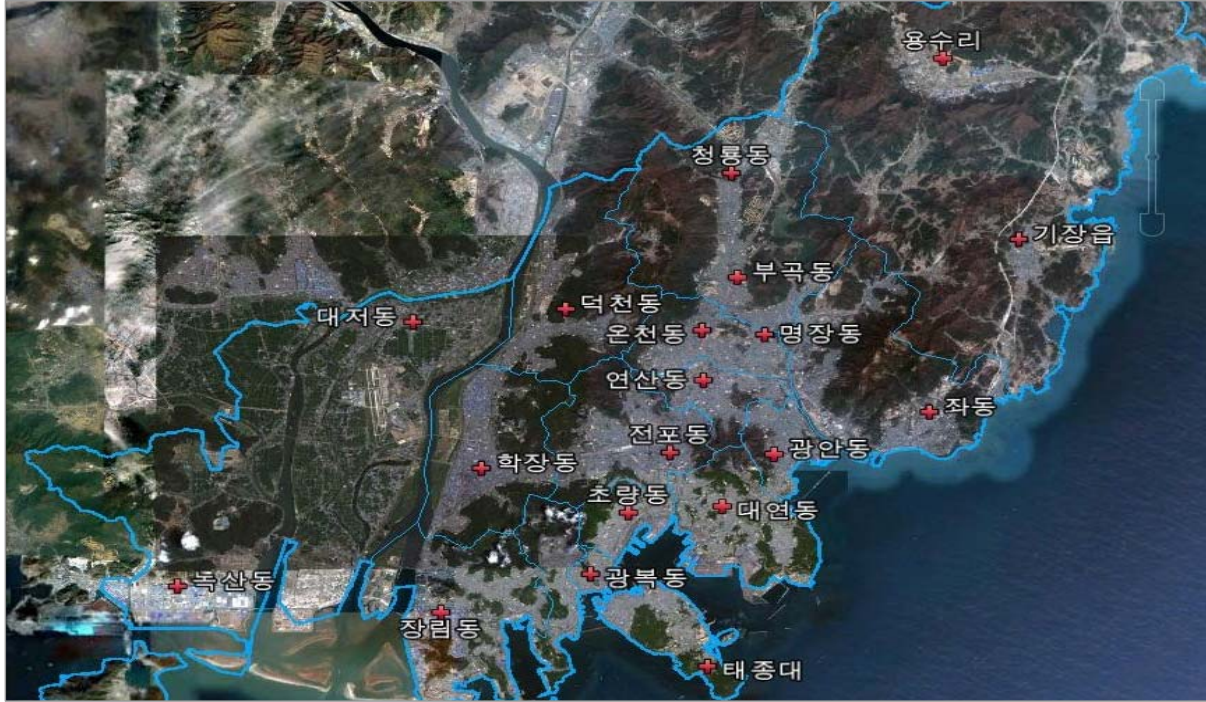 용수리
청룡동
기장읍
부곡동
덕천동
대저동
온천동
명장동
연산동
좌동
전포동
광안동
학장동
초량동
대연동
광복동
녹산동
장림동
태종대